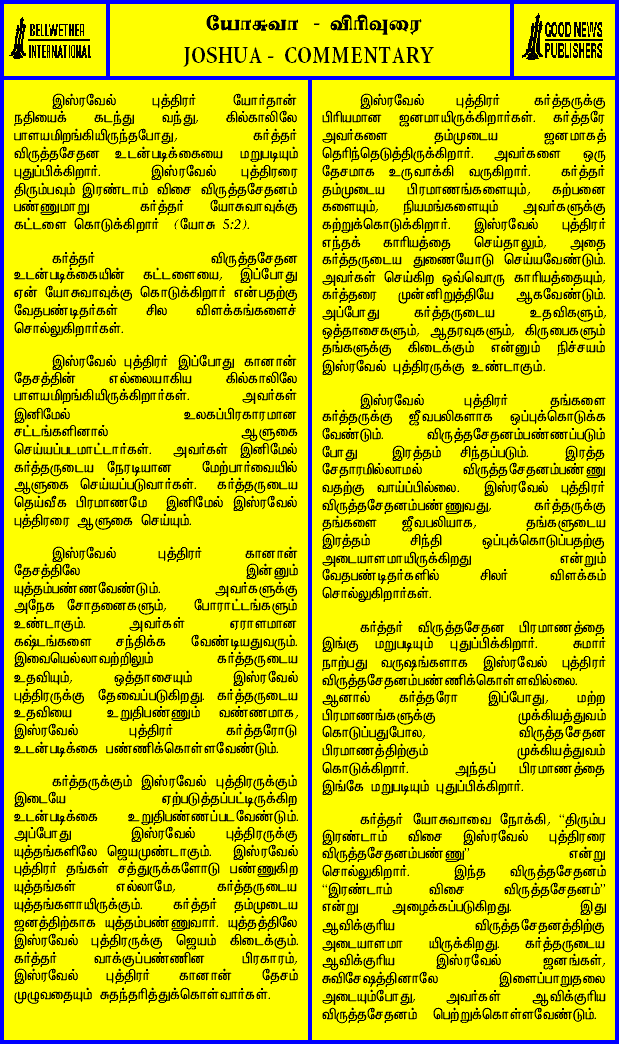 BELLWETHER
INTERNATIONAL
யோசுவா - விரிவுரை
JOSHUA - COMMENTARY
GOOD NEWS
PUBLISHERS
இஸ்ரவேல் புத்திரர் யோர்தான்
நதியைக் கடந்து வந்து, கில்காலிலே
பாளயமிறங்கியிருந்தபோது, கர்த்தர்
விருத்தசேதன உடன்படிக்கையை மறுபடியும்
புதுப்பிக்கிறார். இஸ்ரவேல் புத்திரரை
திரும்பவும் இரண்டாம் விசை விருத்தசேதனம்
பண்ணுமாறு கர்த்தர் யோசுவாவுக்கு
கட்டளை கொடுக்கிறார் (யோசு 5:2).
கர்த்தர் விருத்தசேதன
உடன்படிக்கையின் கட்டளையை, இப்போது
ஏன் யோசுவாவுக்கு கொடுக்கிறார் என்பதற்கு
வேதபண்டிதர்கள் சில விளக்கங்களைச்
சொல்லுகிறார்கள்.
இஸ்ரவேல் புத்திரர் இப்போது கானான்
தேசத்தின் எல்லையாகிய கில்காலிலே
பாளயமிறங்கியிருக்கிறார்கள். அவர்கள்
இனிமேல் உலகப்பிரகாரமான
சட்டங்களினால் ஆளுகை
செய்யப்படமாட்டார்கள். அவர்கள் இனிமேல்
கர்த்தருடைய நேரடியான மேற்பார்வையில்
ஆளுகை செய்யப்படுவார்கள். கர்த்தருடைய
தெய்வீக பிரமாணமே இனிமேல் இஸ்ரவேல்
புத்திரரை ஆளுகை செய்யும்.
இஸ்ரவேல் புத்திரர் கானான்
தேசத்திலே இன்னும்
யுத்தம்பண்ணவேண்டும். அவர்களுக்கு
அநேக சோதனைகளும், போராட்டங்களும்
உண்டாகும். அவர்கள் ஏராளமான
கஷ்டங்களை சந்திக்க வேண்டியதுவரும்.
இவையெல்லாவற்றிலும் கர்த்தருடைய
உதவியும், ஒத்தாசையும் இஸ்ரவேல்
புத்திரருக்கு தேவைப்படுகிறது. கர்த்தருடைய
உதவியை உறுதிபண்ணும் வண்ணமாக,
இஸ்ரவேல் புத்திரர் கர்த்தரோடு
உடன்படிக்கை பண்ணிக்கொள்ளவேண்டும்.
கர்த்தருக்கும் இஸ்ரவேல் புத்திரருக்கும்
இடையே ஏற்படுத்தப்பட்டிருக்கிற
உடன்படிக்கை உறுதிபண்ணப்படவேண்டும்.
அப்போது இஸ்ரவேல் புத்திரருக்கு
யுத்தங்களிலே ஜெயமுண்டாகும். இஸ்ரவேல்
புத்திரர் தங்கள் சத்துருக்களோடு பண்ணுகிற
யுத்தங்கள் எல்லாமே, கர்த்தருடைய
யுத்தங்களாயிருக்கும். கர்த்தர் தம்முடைய
ஜனத்திற்காக யுத்தம்பண்ணுவார். யுத்தத்திலே
இஸ்ரவேல் புத்திரருக்கு ஜெயம் கிடைக்கும்.
கர்த்தர் வாக்குப்பண்ணின பிரகாரம்,
இஸ்ரவேல் புத்திரர் கானான் தேசம்
முழுவதையும் சுதந்தரித்துக்கொள்வார்கள்.
இஸ்ரவேல் புத்திரர் கர்த்தருக்கு
பிரியமான ஜனமாயிருக்கிறார்கள். கர்த்தரே
அவர்களை தம்முடைய ஜனமாகத்
தெரிந்தெடுத்திருக்கிறார். அவர்களை ஒரு
தேசமாக உருவாக்கி வருகிறார். கர்த்தர்
தம்முடைய பிரமாணங்களையும், கற்பனை
களையும், நியமங்களையும் அவர்களுக்கு
கற்றுக்கொடுக்கிறார். இஸ்ரவேல் புத்திரர்
எந்தக் காரியத்தை செய்தாலும், அதை
கர்த்தருடைய துணையோடு செய்யவேண்டும்.
அவர்கள் செய்கிற ஒவ்வொரு காரியத்தையும்,
கர்த்தரை முன்னிறுத்தியே ஆகவேண்டும்.
அப்போது கர்த்தருடைய உதவிகளும்,
ஒத்தாசைகளும், ஆதரவுகளும், கிருபைகளும்
தங்களுக்கு கிடைக்கும் என்னும் நிச்சயம்
இஸ்ரவேல் புத்திரருக்கு உண்டாகும்.
இஸ்ரவேல் புத்திரர் தங்களை
கர்த்தருக்கு ஜீவபலிகளாக ஒப்புக்கொடுக்க
வேண்டும். விருத்தசேதனம்பண்ணப்படும்
போது இரத்தம் சிந்தப்படும். இரத்த
சேதாரமில்லாமல் விருத்தசேதனம்பண்ணு
வதற்கு வாய்ப்பில்லை. இஸ்ரவேல் புத்திரர்
விருத்தசேதனம்பண்ணுவது, கர்த்தருக்கு
தங்களை ஜீவபலியாக, தங்களுடைய
இரத்தம் சிந்தி ஒப்புக்கொடுப்பதற்கு
அடையாளமாயிருக்கிறது என்றும்
வேதபண்டிதர்களில் சிலர் விளக்கம்
சொல்லுகிறார்கள்.
கர்த்தர் விருத்தசேதன பிரமாணத்தை
இங்கு மறுபடியும் புதுப்பிக்கிறார். சுமார்
நாற்பது வருஷங்களாக இஸ்ரவேல் புத்திரர்
விருத்தசேதனம்பண்ணிக்கொள்ளவில்லை.
ஆனால் கர்த்தரோ இப்போது, மற்ற
பிரமாணங்களுக்கு முக்கியத்துவம்
கொடுப்பதுபோல, விருத்தசேதன
பிரமாணத்திற்கும் முக்கியத்துவம்
கொடுக்கிறார். அந்தப் பிரமாணத்தை
இங்கே மறுபடியும் புதுப்பிக்கிறார்.
கர்த்தர் யோசுவாவை நோக்கி, “திரும்ப
இரண்டாம் விசை இஸ்ரவேல் புத்திரரை
விருத்தசேதனம்பண்ணு” என்று
சொல்லுகிறார். இந்த விருத்தசேதனம்
“இரண்டாம் விசை விருத்தசேதனம்”
என்று அழைக்கப்படுகிறது. இது
ஆவிக்குரிய விருத்தசேதனத்திற்கு
அடையாளமா யிருக்கிறது. கர்த்தருடைய
ஆவிக்குரிய இஸ்ரவேல் ஜனங்கள்,
சுவிசேஷத்தினாலே இளைப்பாறுதலை
அடையும்போது, அவர்கள் ஆவிக்குரிய
விருத்தசேதனம் பெற்றுக்கொள்ளவேண்டும்.